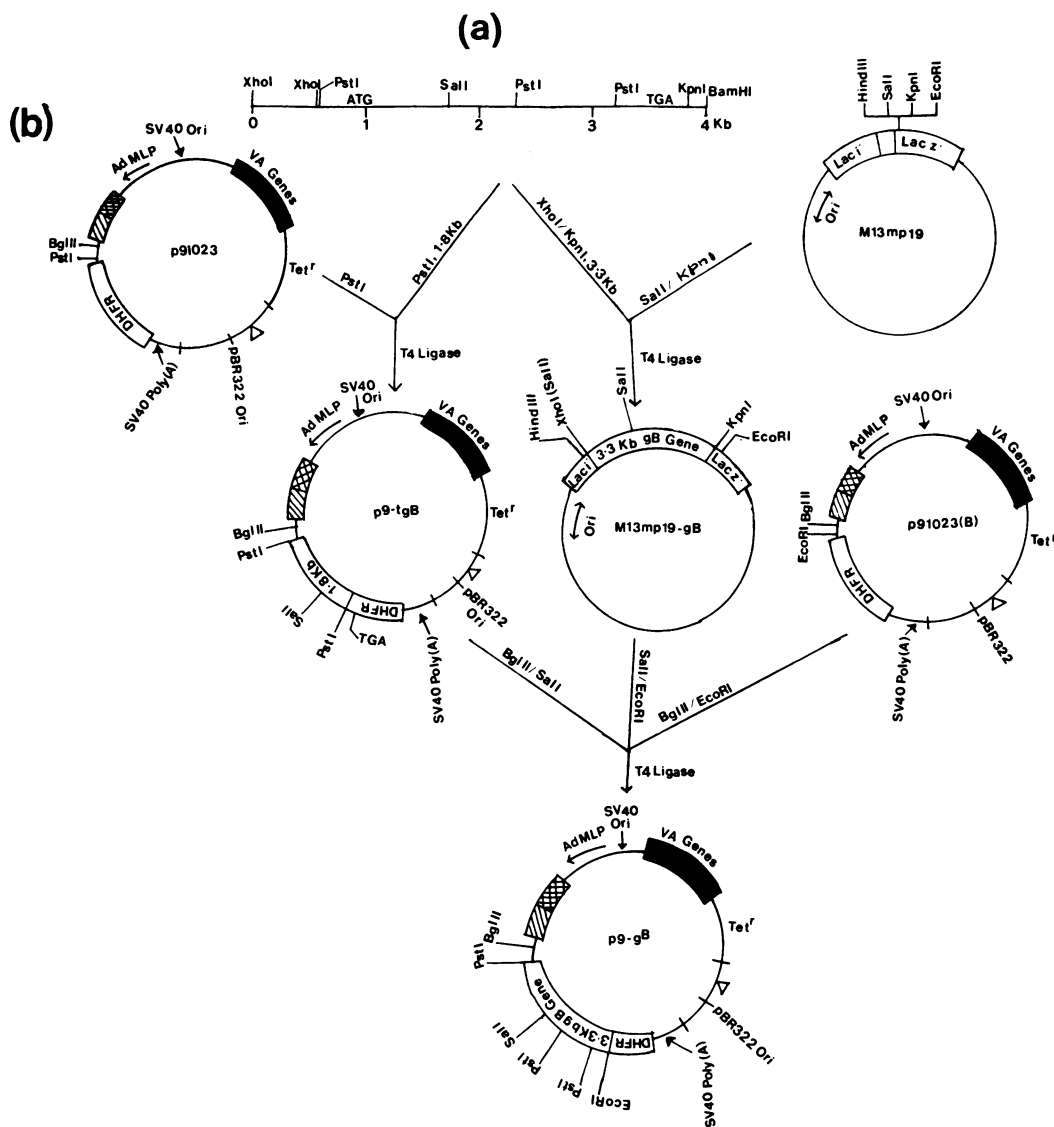 (a)
XhoI XhoI PstI SalI PstI PstI KpnI BamHI
ATG TGA
0 1 2 3 4 Kb
(b)
SV40 Ori
Ad MLP
VA Genes
BglII
PstI
p91023
Tetr
DHFR
SV40 Poly(A)
pBR322 Ori
PstI
PstI, 1·8Kb
T4 Ligase
XhoI/KpnI, 3·3Kb
SalI/KpnI
T4 Ligase
HindIII
SalI
KpnI
EcoRI
Lac i'
Lac z'
Ori
M13mp19
SV40 Ori
Ad MLP
VA Genes
p9-tgB
Tetr
BglII
PstI
1·8Kb
SalI
PstI
TGA
DHFR
SV40 Poly(A)
pBR322 Ori
HindIII
XhoI(SalI)
SalI
KpnI
EcoRI
Lac i'
3·3 Kb gB Gene
Lac z'
Ori
M13mp19-gB
SV40 Ori
AdMLP
VA Genes
EcoRI
BglII
p91023(B)
Tetr
DHFR
SV40 Poly(A)
pBR322
BglII/SalI
SalI/EcoRI
BglII/EcoRI
T4 Ligase
SV40 Ori
AdMLP
VA Genes
BglII
PstI
p9-gB
Tetr
3·3Kb gB Gene
DHFR
SalI
PstI
PstI
EcoRI
SV40 Poly(A)
pBR322 Ori